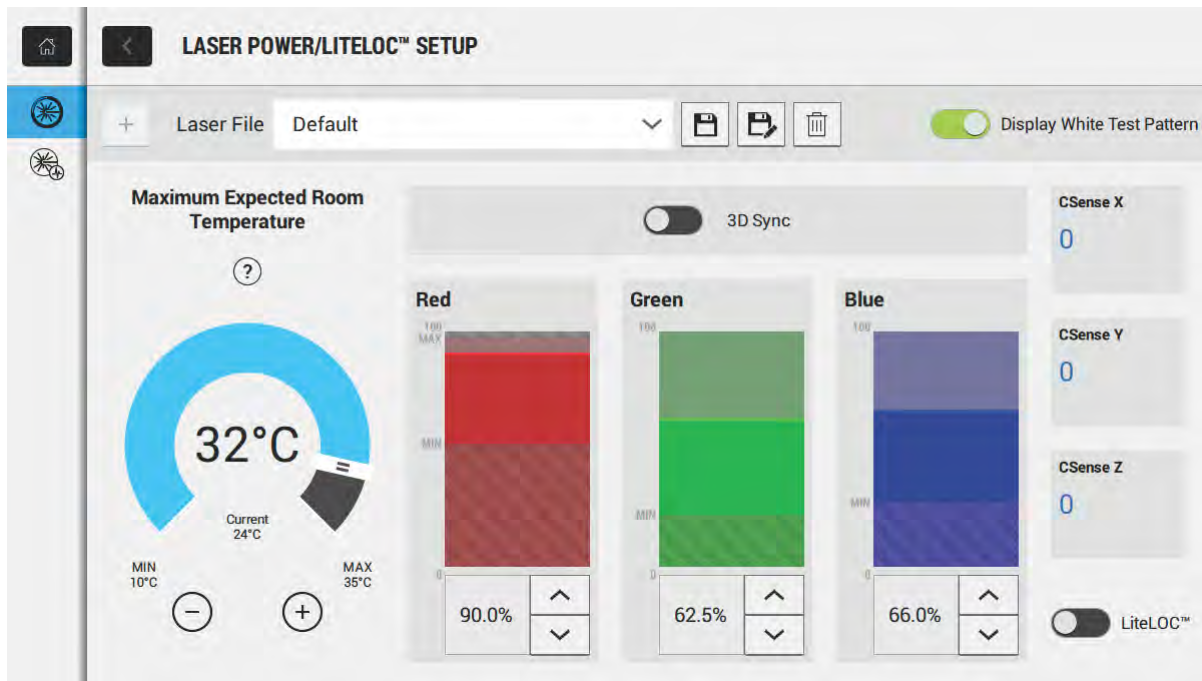 LASER POWER/LITELOC™ SETUP
+ Laser File Default
Display White Test Pattern
Maximum Expected Room
Temperature
?
32°C
Current
24°C
MIN
10°C
MAX
35°C
3D Sync
Red
100
MAX
MIN
0
90.0%
Green
100
MIN
0
62.5%
Blue
100
MIN
0
66.0%
CSense X
0
CSense Y
0
CSense Z
0
LiteLOC™